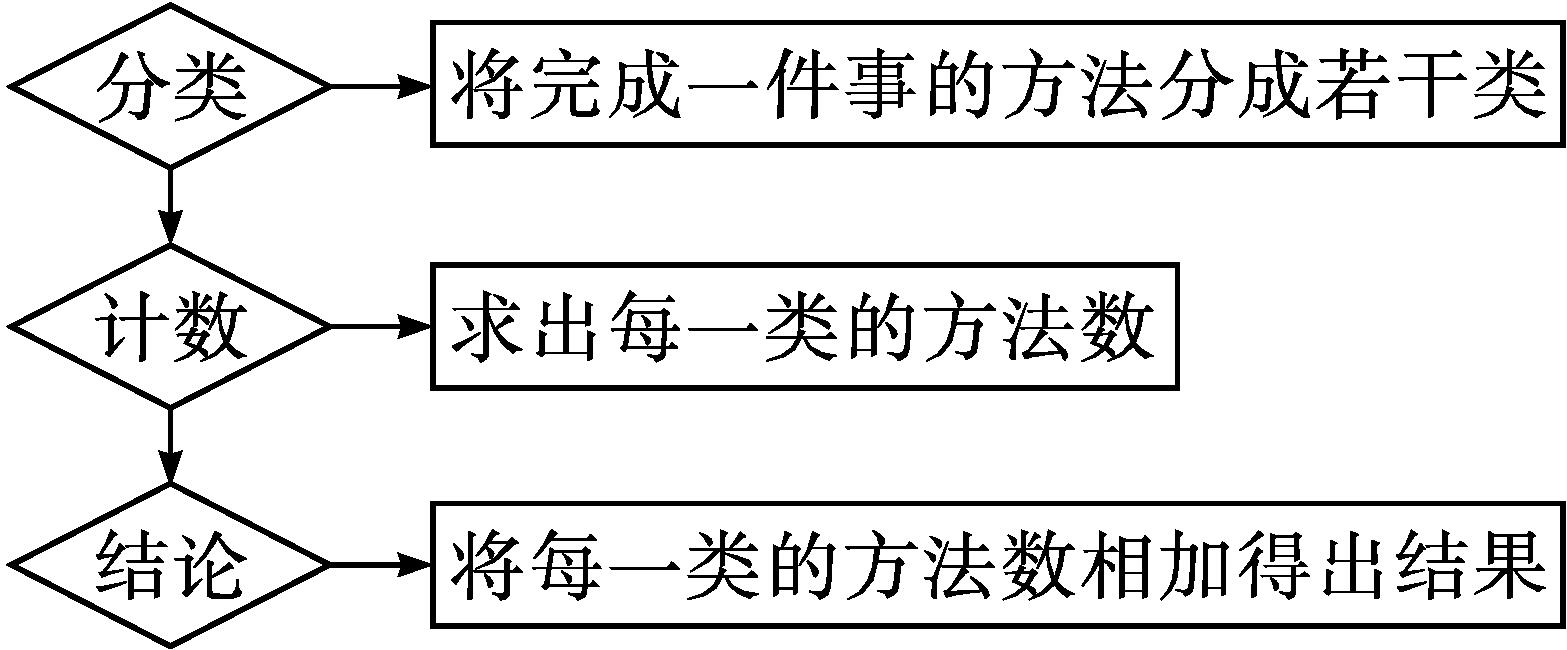 分类
将完成一件事的方法分成若干类
计数
求出每一类的方法数
结论
将每一类的方法数相加得出结果